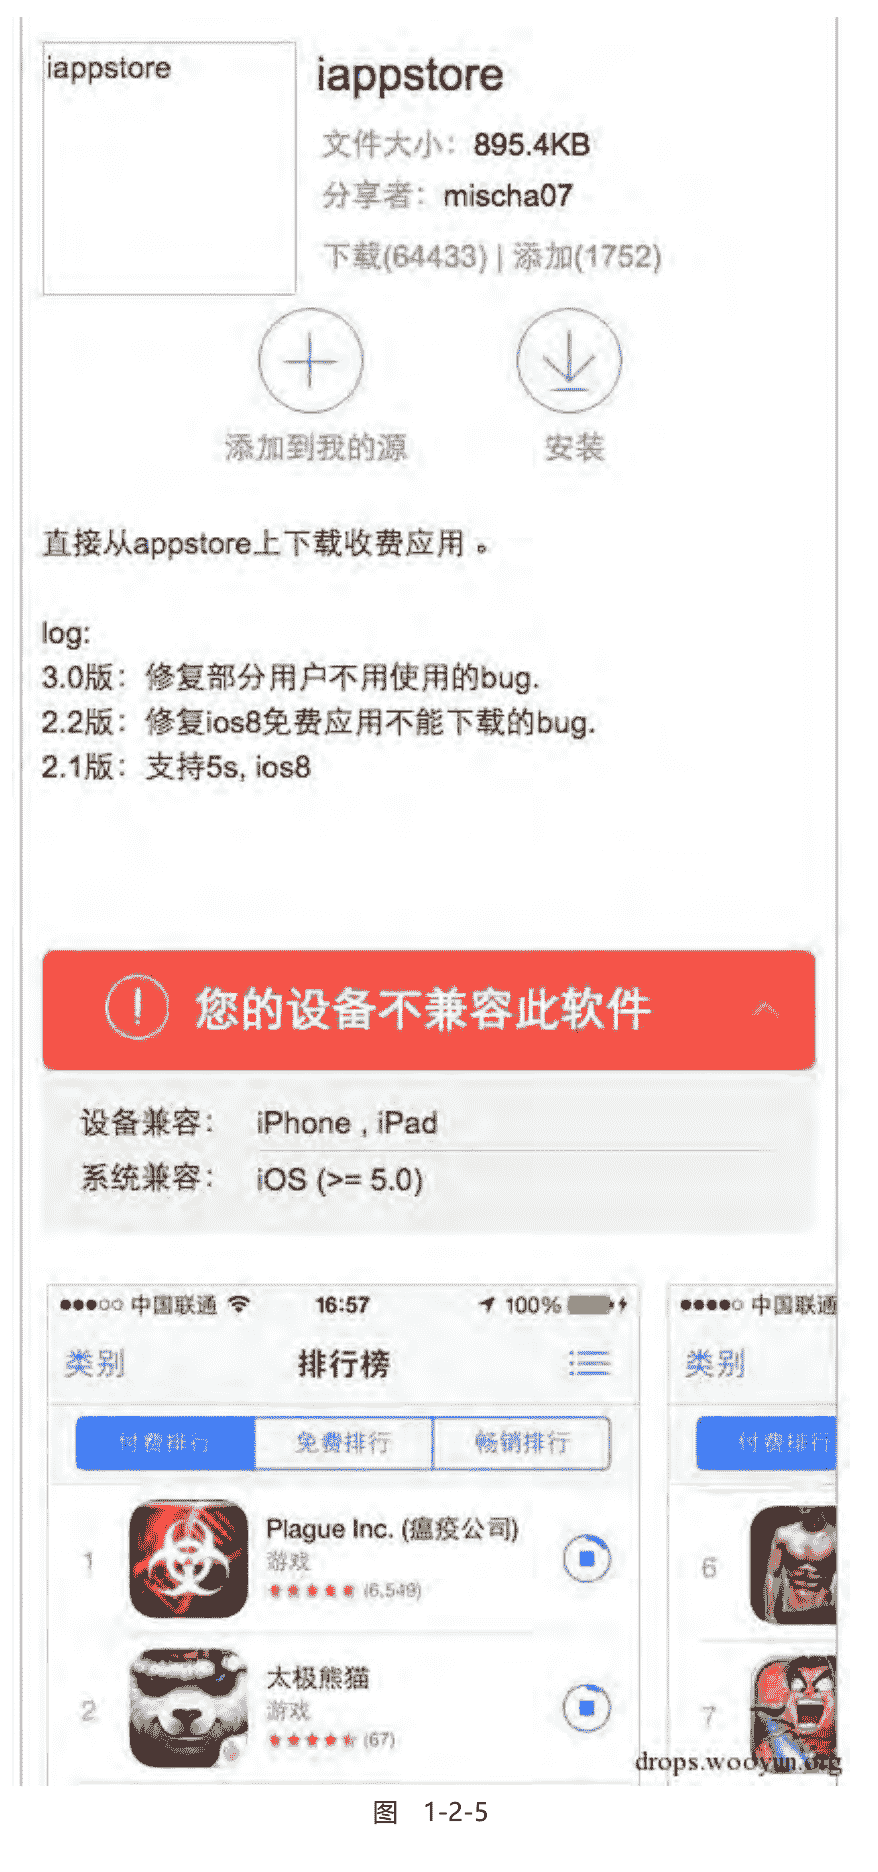 iappstore
iappstore
文件大小：895.4KB
分享者：mischa07
下载(64433) | 添加(1752)
添加到我的源
安装
直接从appstore上下载收费应用 。
log:
3.0版：修复部分用户不用使用的bug.
2.2版：修复ios8免费应用不能下载的bug.
2.1版：支持5s, ios8
您的设备不兼容此软件
设备兼容： iPhone , iPad
系统兼容： iOS (>= 5.0)
中国联通 16:57 100%
类别 排行榜
付费排行 免费排行 畅销排行
1 Plague Inc. (瘟疫公司)
游戏
(6,549)
2 太极熊猫
游戏
(67)
中国联通
类别
付费排行
6
7
drops.wooyun.org
图 1-2-5